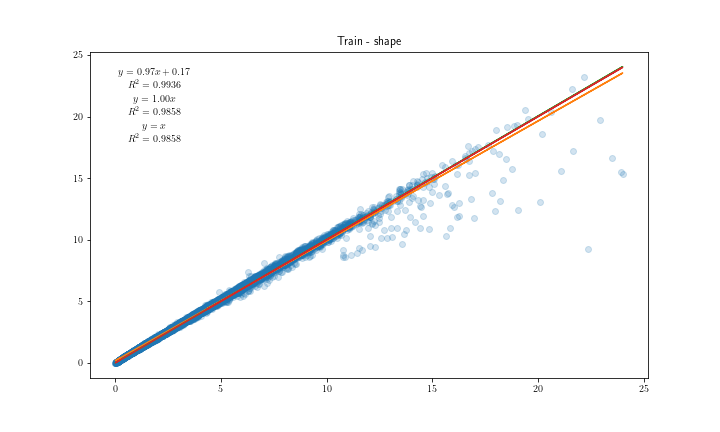 Train - shape
y = 0.97x + 0.17
R² = 0.9936
y = 1.00x
R² = 0.9858
y = x
R² = 0.9858
25
20
15
10
5
0
0 5 10 15 20 25